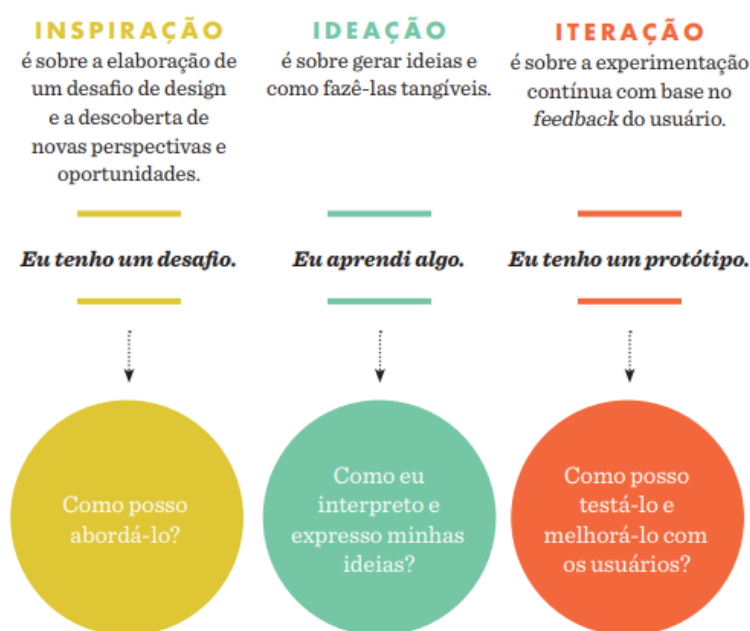 INSPIRAÇÃO
é sobre a elaboração de
um desafio de design
e a descoberta de
novas perspectivas e
oportunidades.
Eu tenho um desafio.
Como posso
abordá-lo?
IDEAÇÃO
é sobre gerar ideias e
como fazê-las tangíveis.
Eu aprendi algo.
Como eu
interpreto e
expresso minhas
ideias?
ITERAÇÃO
é sobre a experimentação
contínua com base no
feedback do usuário.
Eu tenho um protótipo.
Como posso
testá-lo e
melhorá-lo com
os usuários?